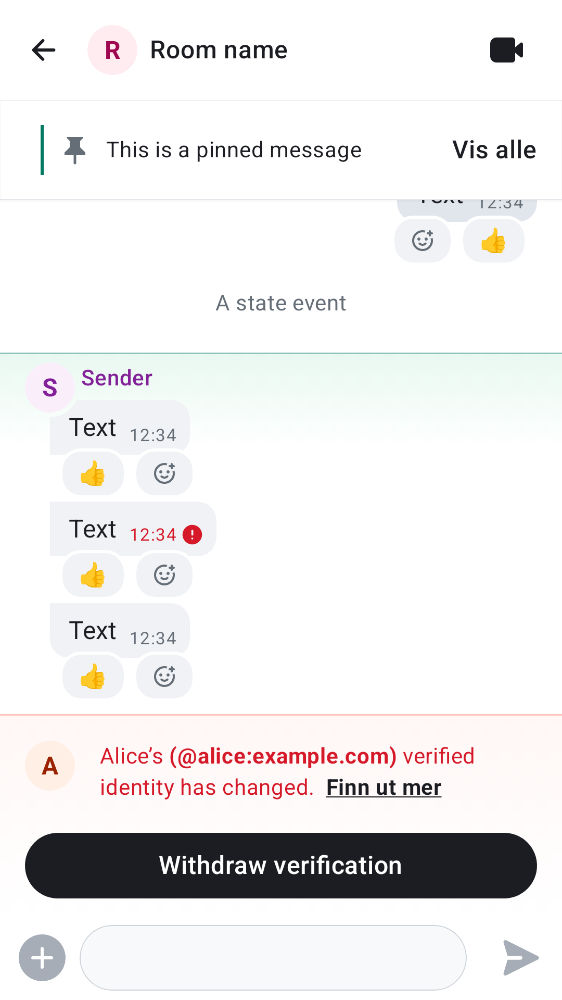 R Room name
This is a pinned message Vis alle
Text 12:34
👍
A state event
S Sender
Text 12:34
👍
Text 12:34
👍
Text 12:34
👍
A Alice’s (@alice:example.com) verified
identity has changed. Finn ut mer
Withdraw verification